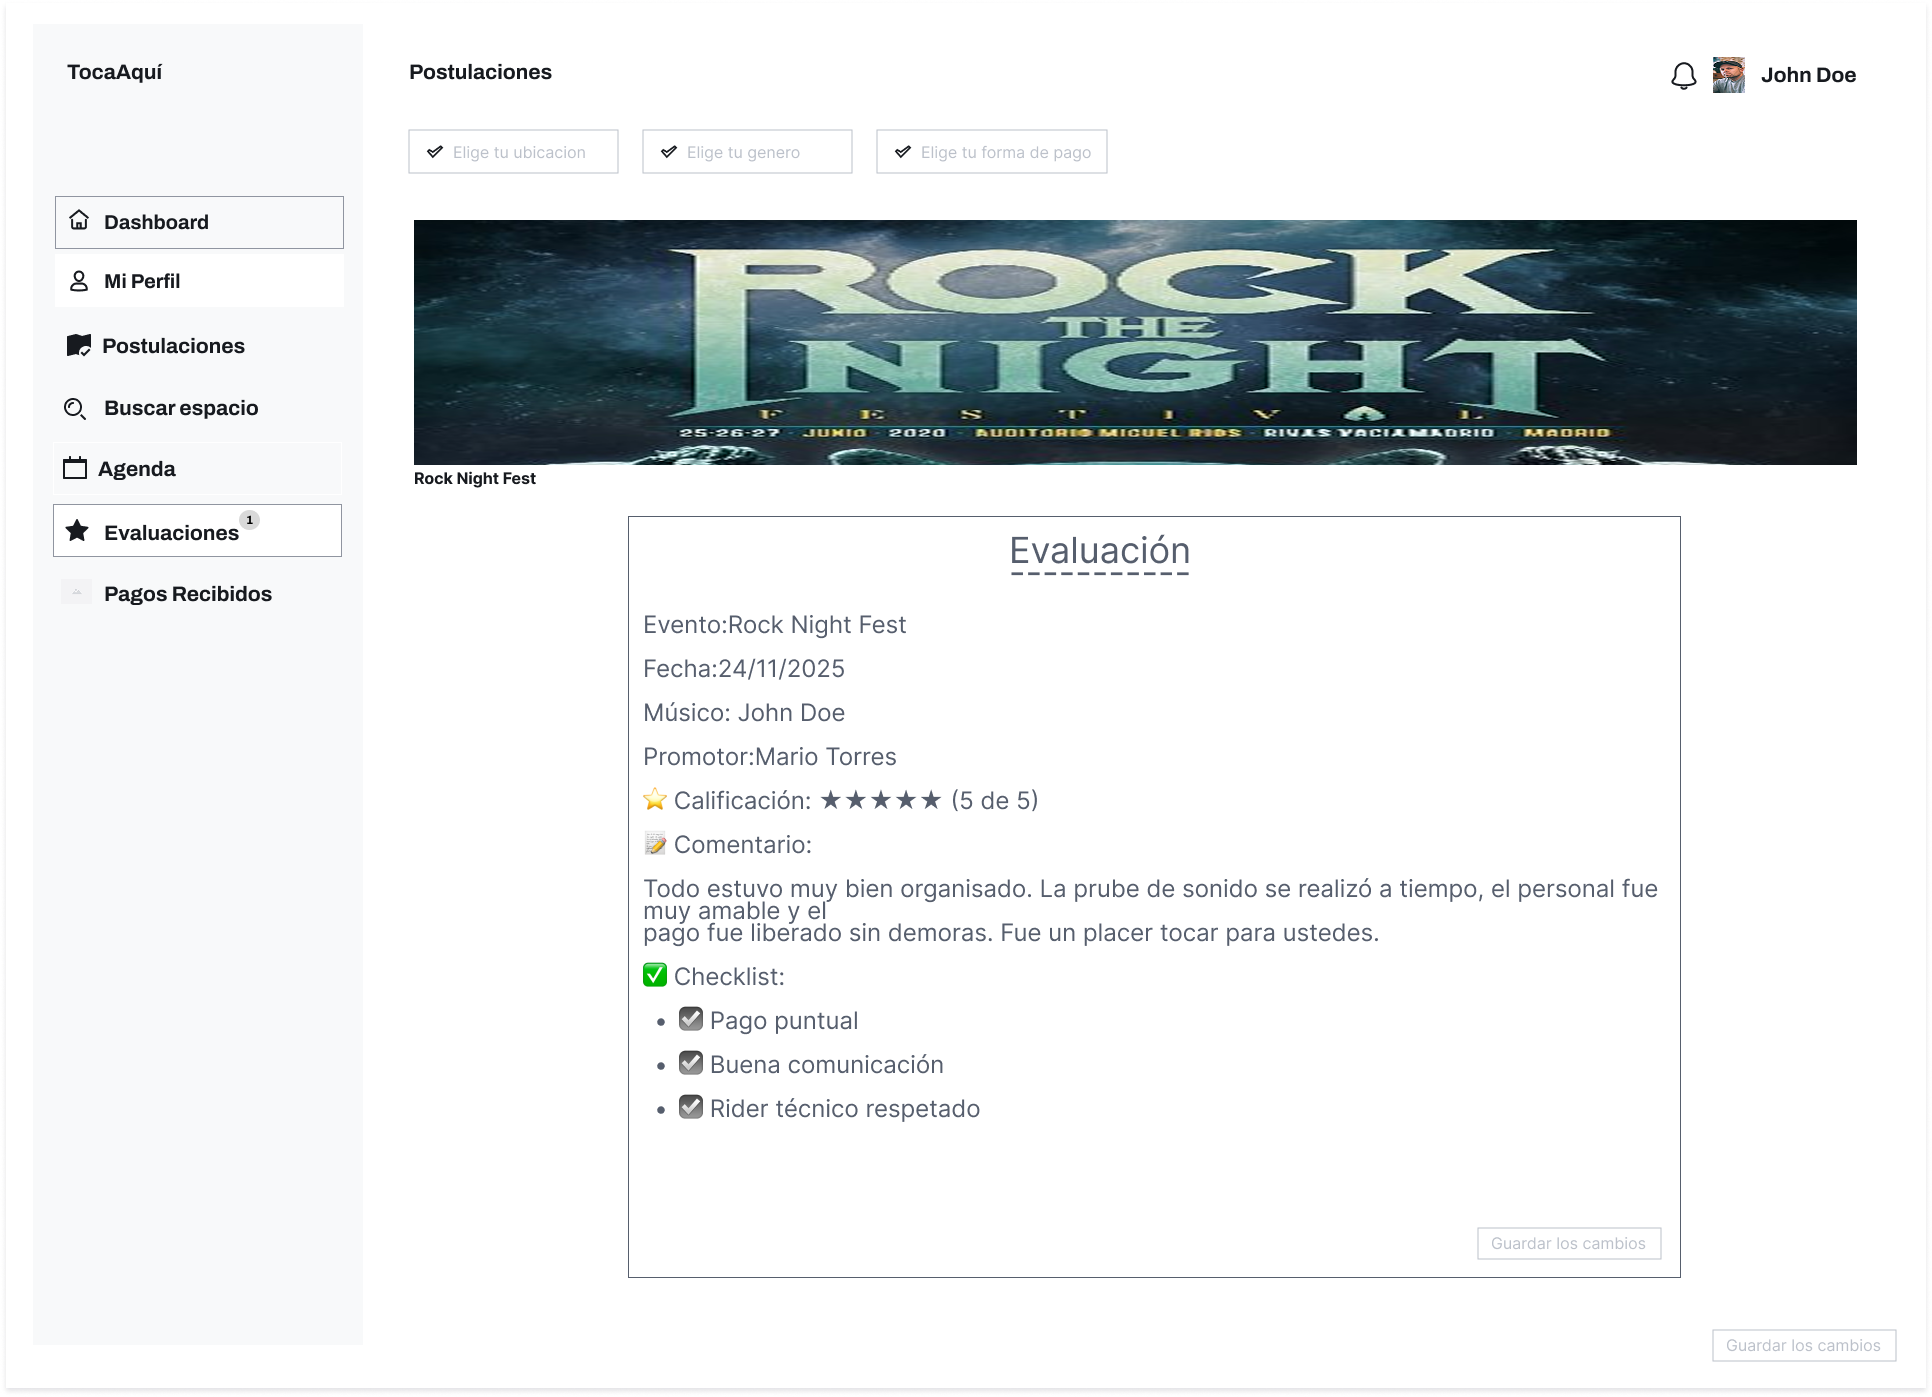 TocaAquí
Postulaciones
John Doe
Elige tu ubicacion
Elige tu genero
Elige tu forma de pago
Dashboard
Mi Perfil
Postulaciones
Buscar espacio
Agenda
Evaluaciones 1
Pagos Recibidos
ROCK
THE
NIGHT
FESTIVAL
25·26·27 · JUNIO · 2020 · AUDITORIO MIGUEL RIOS · RIVAS VACIAMADRID · MADRID
Rock Night Fest
Evaluación
Evento:Rock Night Fest
Fecha:24/11/2025
Músico: John Doe
Promotor:Mario Torres
⭐ Calificación: ★★★★★ (5 de 5)
📝 Comentario:
Todo estuvo muy bien organisado. La prube de sonido se realizó a tiempo, el personal fue
muy amable y el
pago fue liberado sin demoras. Fue un placer tocar para ustedes.
✅ Checklist:
• ☑ Pago puntual
• ☑ Buena comunicación
• ☑ Rider técnico respetado
Guardar los cambios
Guardar los cambios